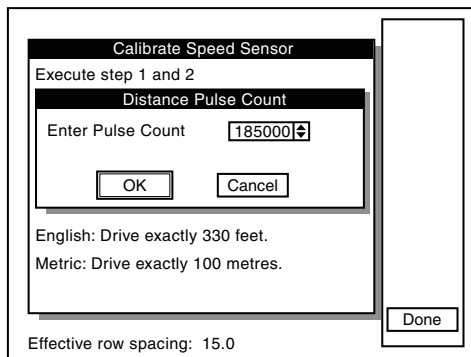 Calibrate Speed Sensor
Execute step 1 and 2
Distance Pulse Count
Enter Pulse Count 185000
OK Cancel
English: Drive exactly 330 feet.
Metric: Drive exactly 100 metres.
Done
Effective row spacing: 15.0